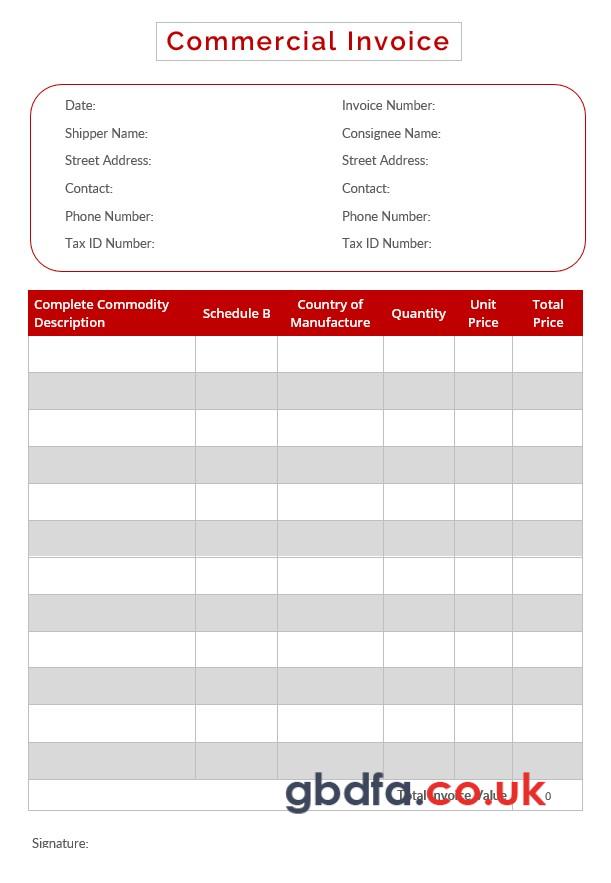 Commercial Invoice
Date: Invoice Number:
Shipper Name: Consignee Name:
Street Address: Street Address:
Contact: Contact:
Phone Number: Phone Number:
Tax ID Number: Tax ID Number:
Complete Commodity Description Schedule B Country of Manufacture Quantity Unit Price Total Price
Total Invoice Value 0
gbdfa.co.uk
Signature: